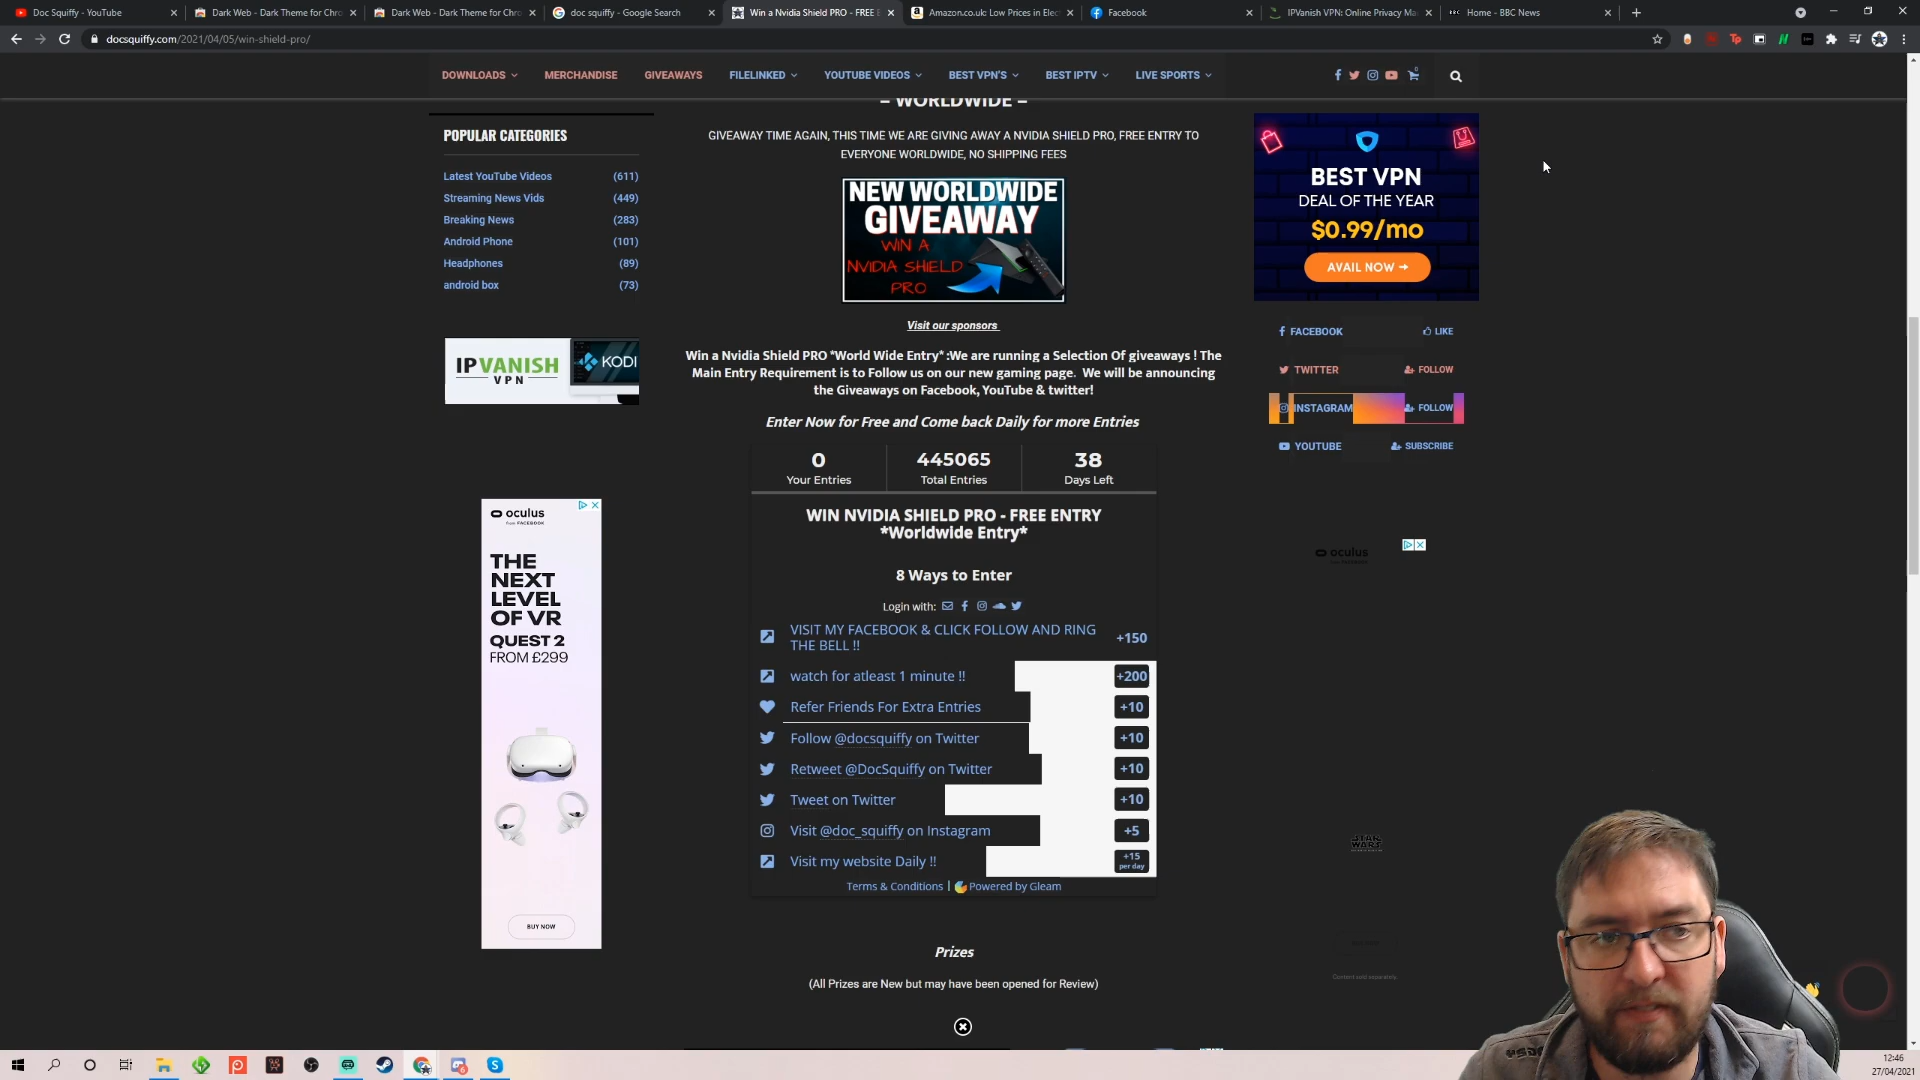 Doc Squiffy - YouTube
Dark Web - Dark Theme for Chro
Dark Web - Dark Theme for Chro
doc squiffy - Google Search
Win a Nvidia Shield PRO - FREE E
Amazon.co.uk: Low Prices in Elec
Facebook
IPVanish VPN: Online Privacy Ma
Home - BBC News
docsquiffy.com/2021/04/05/win-shield-pro/
DOWNLOADS
MERCHANDISE
GIVEAWAYS
FILELINKED
YOUTUBE VIDEOS
BEST VPN'S
BEST IPTV
LIVE SPORTS
0
– WORLDWIDE –
POPULAR CATEGORIES
Latest YouTube Videos (611)
Streaming News Vids (449)
Breaking News (283)
Android Phone (101)
Headphones (89)
android box (73)
IPVANISH
VPN
KODI
oculus
from FACEBOOK
THE
NEXT
LEVEL
OF VR
QUEST 2
FROM £299
BUY NOW
GIVEAWAY TIME AGAIN, THIS TIME WE ARE GIVING AWAY A NVIDIA SHIELD PRO, FREE ENTRY TO
EVERYONE WORLDWIDE, NO SHIPPING FEES
NEW WORLDWIDE
GIVEAWAY
WIN A
NVIDIA SHIELD
PRO
Visit our sponsors
Win a Nvidia Shield PRO *World Wide Entry* :We are running a Selection Of giveaways ! The
Main Entry Requirement is to Follow us on our new gaming page.  We will be announcing
the Giveaways on Facebook, YouTube & twitter!
Enter Now for Free and Come back Daily for more Entries
0 445065 38
Your Entries Total Entries Days Left
WIN NVIDIA SHIELD PRO - FREE ENTRY
*Worldwide Entry*
8 Ways to Enter
Login with:
VISIT MY FACEBOOK & CLICK FOLLOW AND RING
THE BELL !! +150
watch for atleast 1 minute !! +200
Refer Friends For Extra Entries +10
Follow @docsquiffy on Twitter +10
Retweet @DocSquiffy on Twitter +10
Tweet on Twitter +10
Visit @doc_squiffy on Instagram +5
Visit my website Daily !! +15
per day
Terms & Conditions | Powered by Gleam
Prizes
(All Prizes are New but may have been opened for Review)
BEST VPN
DEAL OF THE YEAR
$0.99/mo
AVAIL NOW →
FACEBOOK LIKE
TWITTER FOLLOW
INSTAGRAM FOLLOW
YOUTUBE SUBSCRIBE
oculus
STAR
WARS
Content sold separately.
12:46
27/04/2021